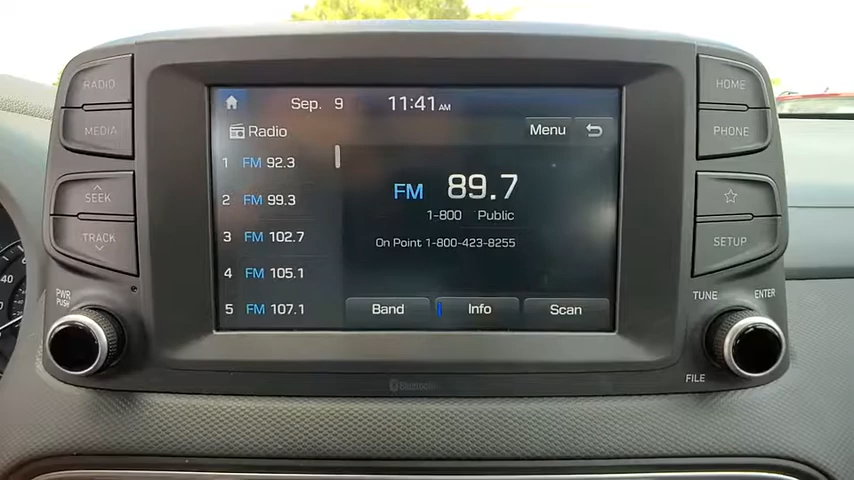 RADIO
MEDIA
SEEK
TRACK
PWR
PUSH
Sep. 9 11:41 AM
Radio
Menu
1 FM 92.3
2 FM 99.3
3 FM 102.7
4 FM 105.1
5 FM 107.1
FM 89.7
1-800 Public
On Point 1-800-423-8255
Band
Info
Scan
HOME
PHONE
SETUP
TUNE
ENTER
FILE
Bluetooth